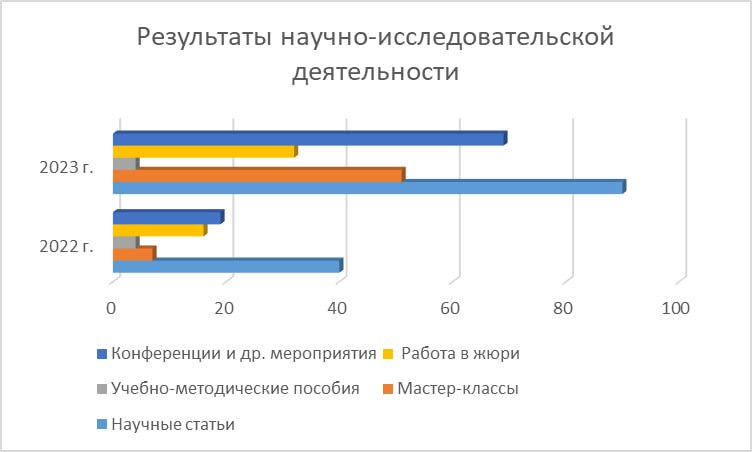 Результаты научно-исследовательской
деятельности
2023 г.
2022 г.
0 20 40 60 80 100
Конференции и др. мероприятия Работа в жюри
Учебно-методические пособия Мастер-классы
Научные статьи